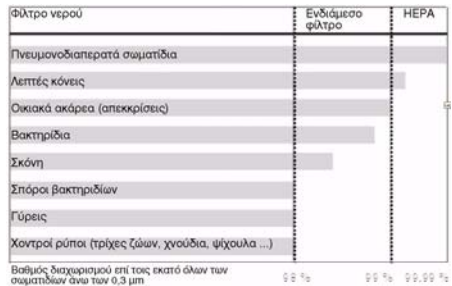 Φίλτρο νερού
Ενδιάμεσο
φίλτρο
HEPA
Πνευμονοδιαπερατά σωματίδια
Λεπτές κόνεις
Οικιακά ακάρεα (απεκκρίσεις)
Βακτηρίδια
Σκόνη
Σπόροι βακτηριδίων
Γύρεις
Χοντροί ρύποι (τρίχες ζώων, χνούδια, ψίχουλα ...)
Βαθμός διαχωρισμού επί τοις εκατό όλων των
σωματιδίων άνω των 0,3 μm
99 % 99,99 %